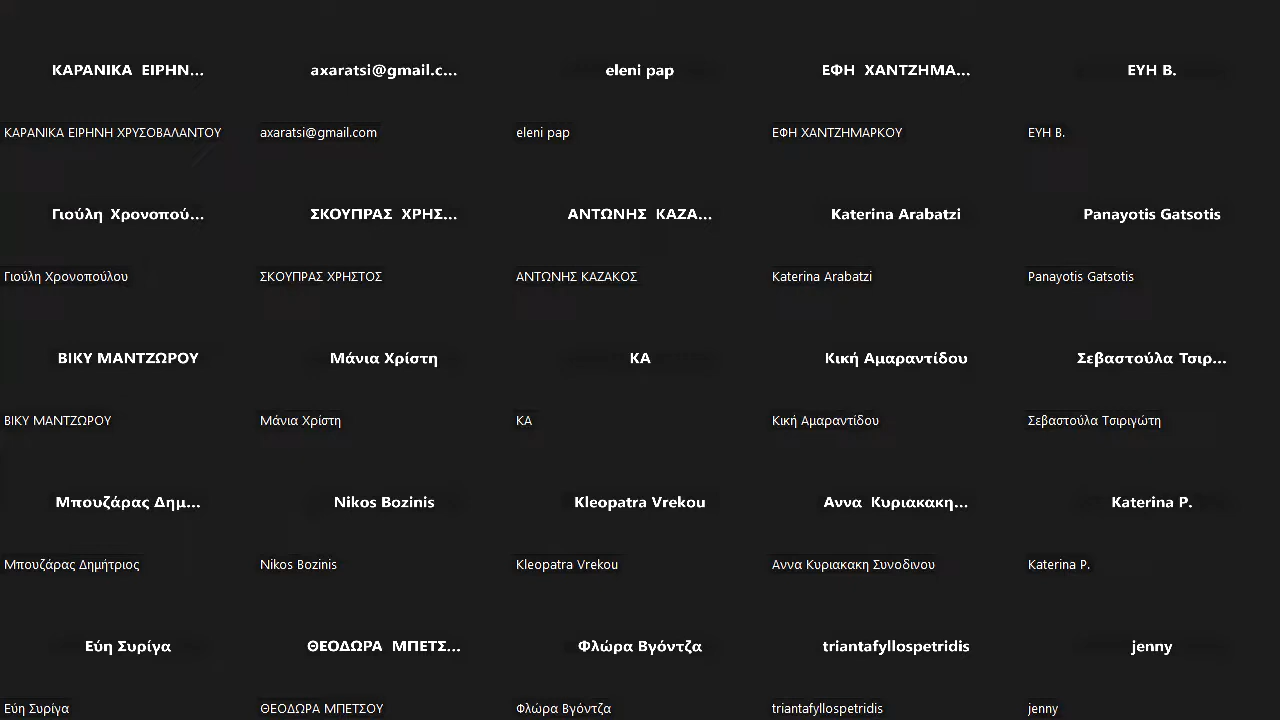 ΚΑΡΑΝΙΚΑ ΕΙΡΗΝ... axaratsi@gmail.c... eleni pap ΕΦΗ ΧΑΝΤΖΗΜΑ... ΕΥΗ Β.
ΚΑΡΑΝΙΚΑ ΕΙΡΗΝΗ ΧΡΥΣΟΒΑΛΑΝΤΟΥ axaratsi@gmail.com eleni pap ΕΦΗ ΧΑΝΤΖΗΜΑΡΚΟΥ ΕΥΗ Β.
Γιούλη Χρονοπού... ΣΚΟΥΠΡΑΣ ΧΡΗΣ... ΑΝΤΩΝΗΣ ΚΑΖΑ... Katerina Arabatzi Panayotis Gatsotis
Γιούλη Χρονοπούλου ΣΚΟΥΠΡΑΣ ΧΡΗΣΤΟΣ ΑΝΤΩΝΗΣ ΚΑΖΑΚΟΣ Katerina Arabatzi Panayotis Gatsotis
ΒΙΚΥ ΜΑΝΤΖΩΡΟΥ Μάνια Χρίστη KA Κική Αμαραντίδου Σεβαστούλα Τσιρ...
ΒΙΚΥ ΜΑΝΤΖΩΡΟΥ Μάνια Χρίστη KA Κική Αμαραντίδου Σεβαστούλα Τσιριγώτη
Μπουζάρας Δημ... Nikos Bozinis Kleopatra Vrekou Αννα Κυριακακη... Katerina P.
Μπουζάρας Δημήτριος Nikos Bozinis Kleopatra Vrekou Αννα Κυριακακη Συνοδινου Katerina P.
Εύη Συρίγα ΘΕΟΔΩΡΑ ΜΠΕΤΣ... Φλώρα Βγόντζα triantafyllospetridis jenny
Εύη Συρίγα ΘΕΟΔΩΡΑ ΜΠΕΤΣΟΥ Φλώρα Βγόντζα triantafyllospetridis jenny